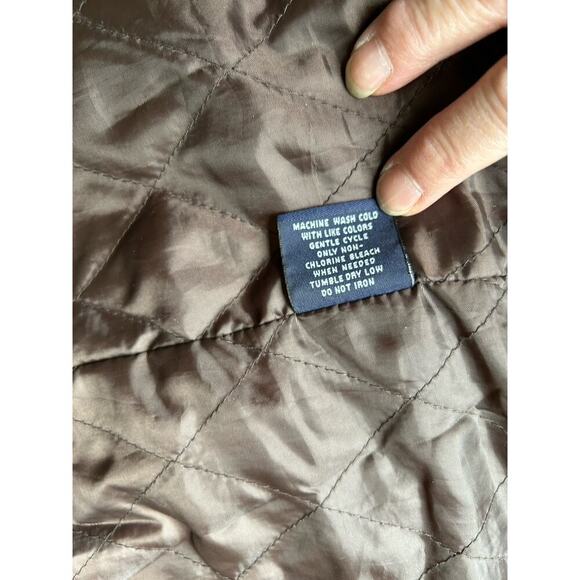 MACHINE WASH COLD
WITH LIKE COLORS
GENTLE CYCLE
ONLY NON-
CHLORINE BLEACH
WHEN NEEDED
TUMBLE DRY LOW
DO NOT IRON